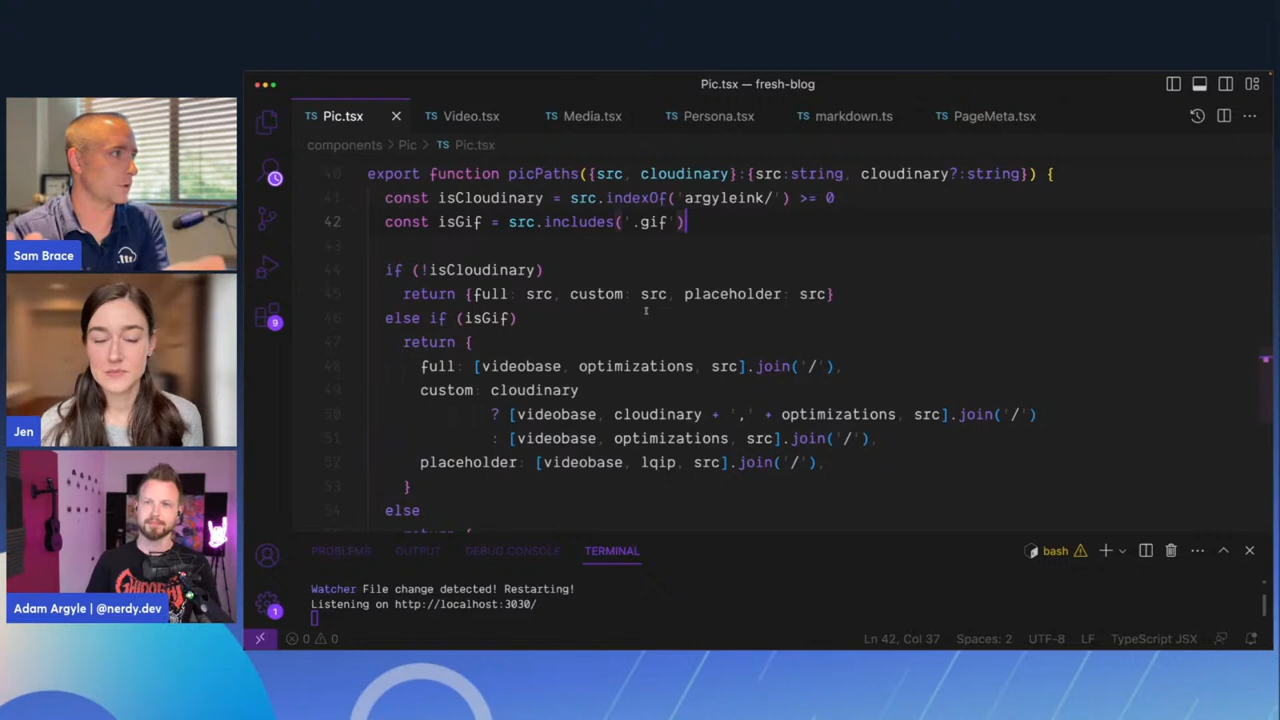 Pic.tsx — fresh-blog
TS Pic.tsx
TS Video.tsx
TS Media.tsx
TS Persona.tsx
TS markdown.ts
TS PageMeta.tsx
components > Pic > TS Pic.tsx
40 export function picPaths({src, cloudinary}:{src:string, cloudinary?:string}) {
41 const isCloudinary = src.indexOf('argyleink/') >= 0
42 const isGif = src.includes('.gif')
43
44 if (!isCloudinary)
45 return {full: src, custom: src, placeholder: src}
46 else if (isGif)
47 return {
48 full: [videobase, optimizations, src].join('/'),
49 custom: cloudinary
50 ? [videobase, cloudinary + ',' + optimizations, src].join('/')
51 : [videobase, optimizations, src].join('/'),
52 placeholder: [videobase, lqip, src].join('/'),
53 }
54 else
PROBLEMS OUTPUT DEBUG CONSOLE TERMINAL
bash
Watcher File change detected! Restarting!
Listening on http://localhost:3030/
0 0
Ln 42, Col 37 Spaces: 2 UTF-8 LF TypeScript JSX
9
1
.ttr
Sam Brace
Jen
Adam Argyle | @nerdy.dev